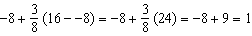 −8 + 3/8 (16 − −8) = −8 + 3/8 (24) = −8 + 9 = 1